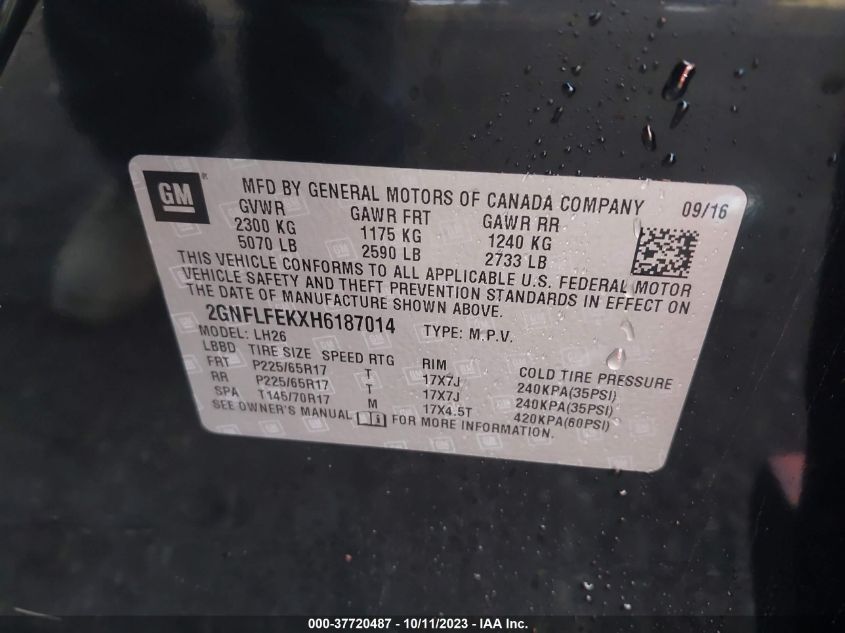 GM ® MFD BY GENERAL MOTORS OF CANADA COMPANY 09/16
GVWR GAWR FRT GAWR RR
2300 KG 1175 KG 1240 KG
5070 LB 2590 LB 2733 LB
THIS VEHICLE CONFORMS TO ALL APPLICABLE U.S. FEDERAL MOTOR
VEHICLE SAFETY AND THEFT PREVENTION STANDARDS IN EFFECT ON
THE DATE OF MANUFACTURE SHOWN ABOVE.
2GNFLFEKXH6187014 TYPE: M.P.V.
MODEL: LH26
LBBD TIRE SIZE SPEED RTG RIM COLD TIRE PRESSURE
FRT P225/65R17 T 17X7J 240KPA(35PSI)
RR P225/65R17 T 17X7J 240KPA(35PSI)
SPA T145/70R17 M 17X4.5T 420KPA(60PSI)
SEE OWNER'S MANUAL FOR MORE INFORMATION.
000-37720487 - 10/11/2023 - IAA Inc.